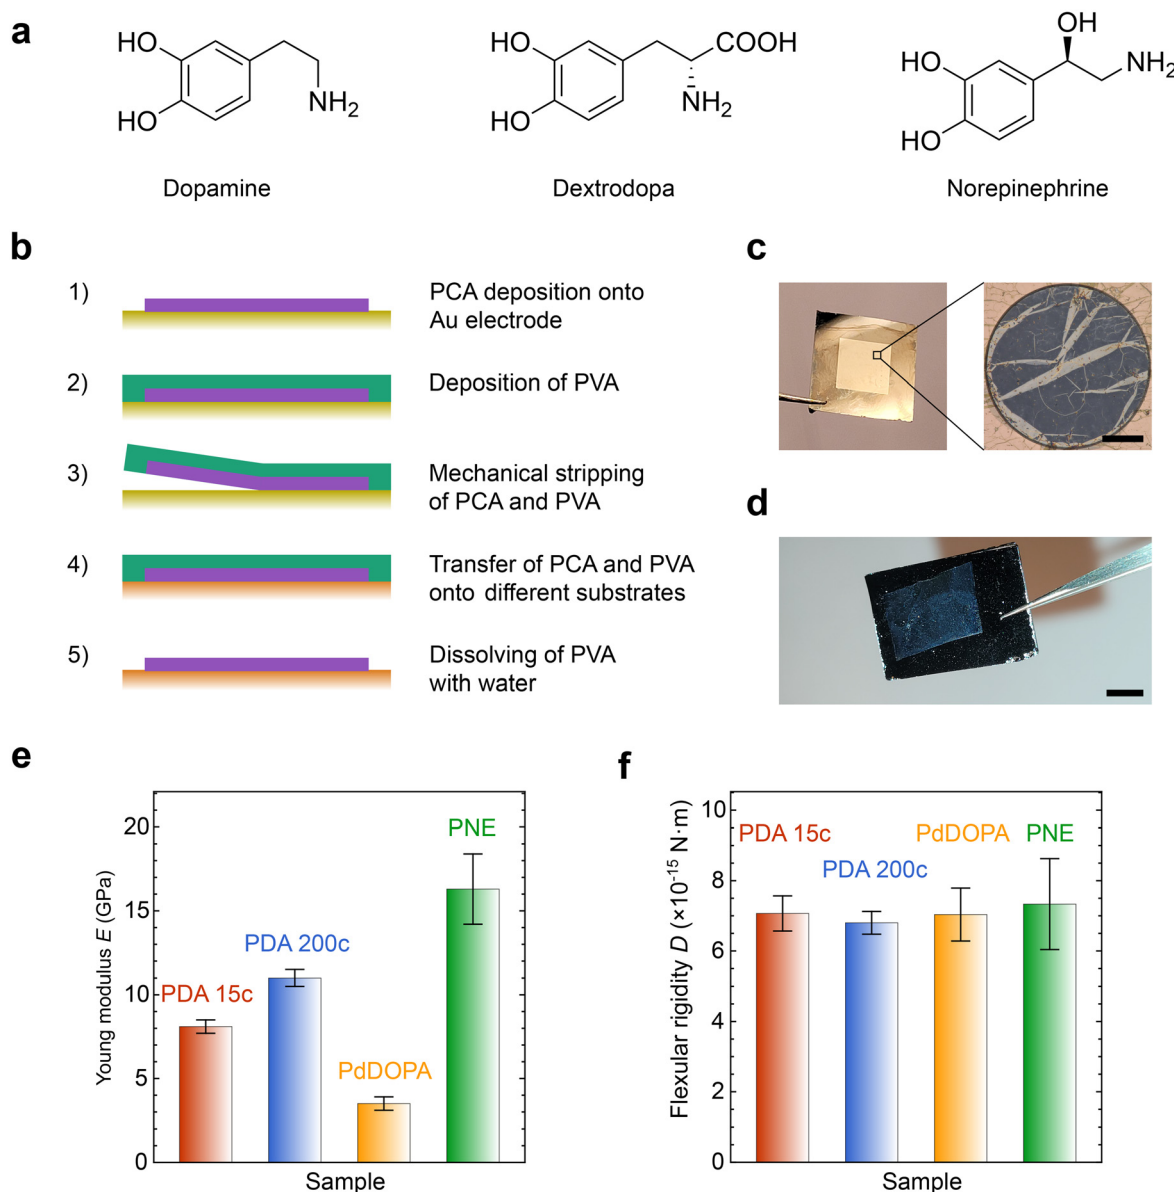 a
HO
HO
NH₂
Dopamine
HO
HO
COOH
NH₂
Dextrodopa
OH
HO
HO
NH₂
Norepinephrine
b
1)
PCA deposition onto
Au electrode
2)
Deposition of PVA
3)
Mechanical stripping
of PCA and PVA
4)
Transfer of PCA and PVA
onto different substrates
5)
Dissolving of PVA
with water
c
d
e
Young modulus E (GPa)
20
15
10
5
0
PDA 15c
PDA 200c
PdDOPA
PNE
Sample
f
Flexular rigidity D (×10⁻¹⁵ N·m)
10
8
6
4
2
0
PDA 15c
PDA 200c
PdDOPA
PNE
Sample